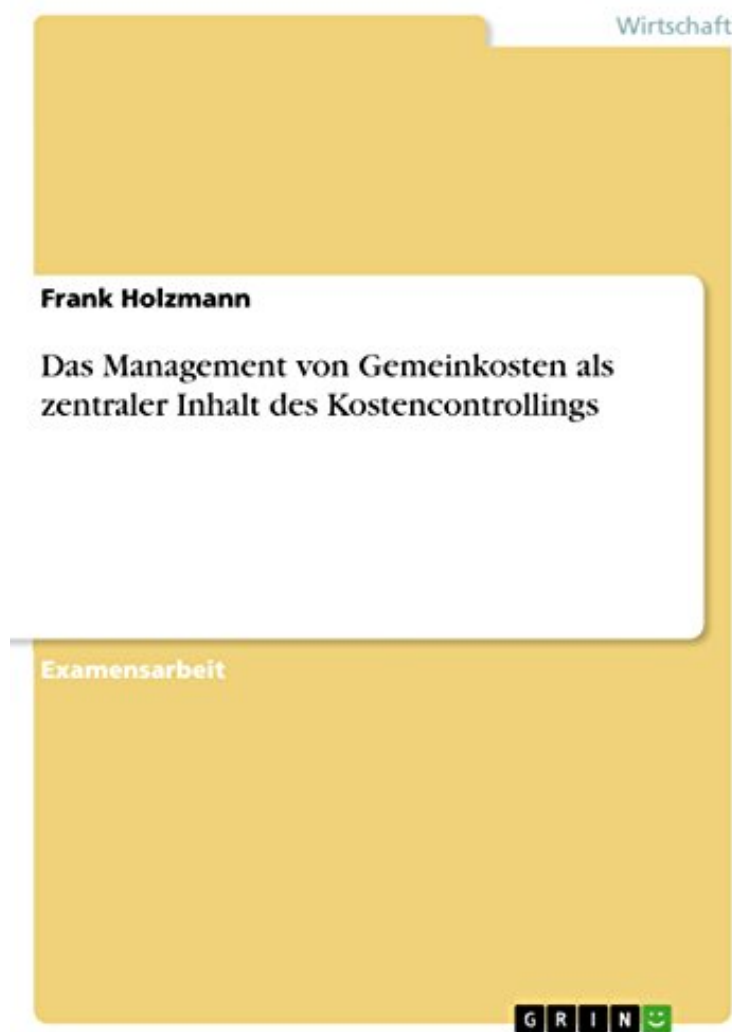 Wirtschaft
Frank Holzmann
Das Management von Gemeinkosten als
zentraler Inhalt des Kostencontrollings
Examensarbeit
GRIN